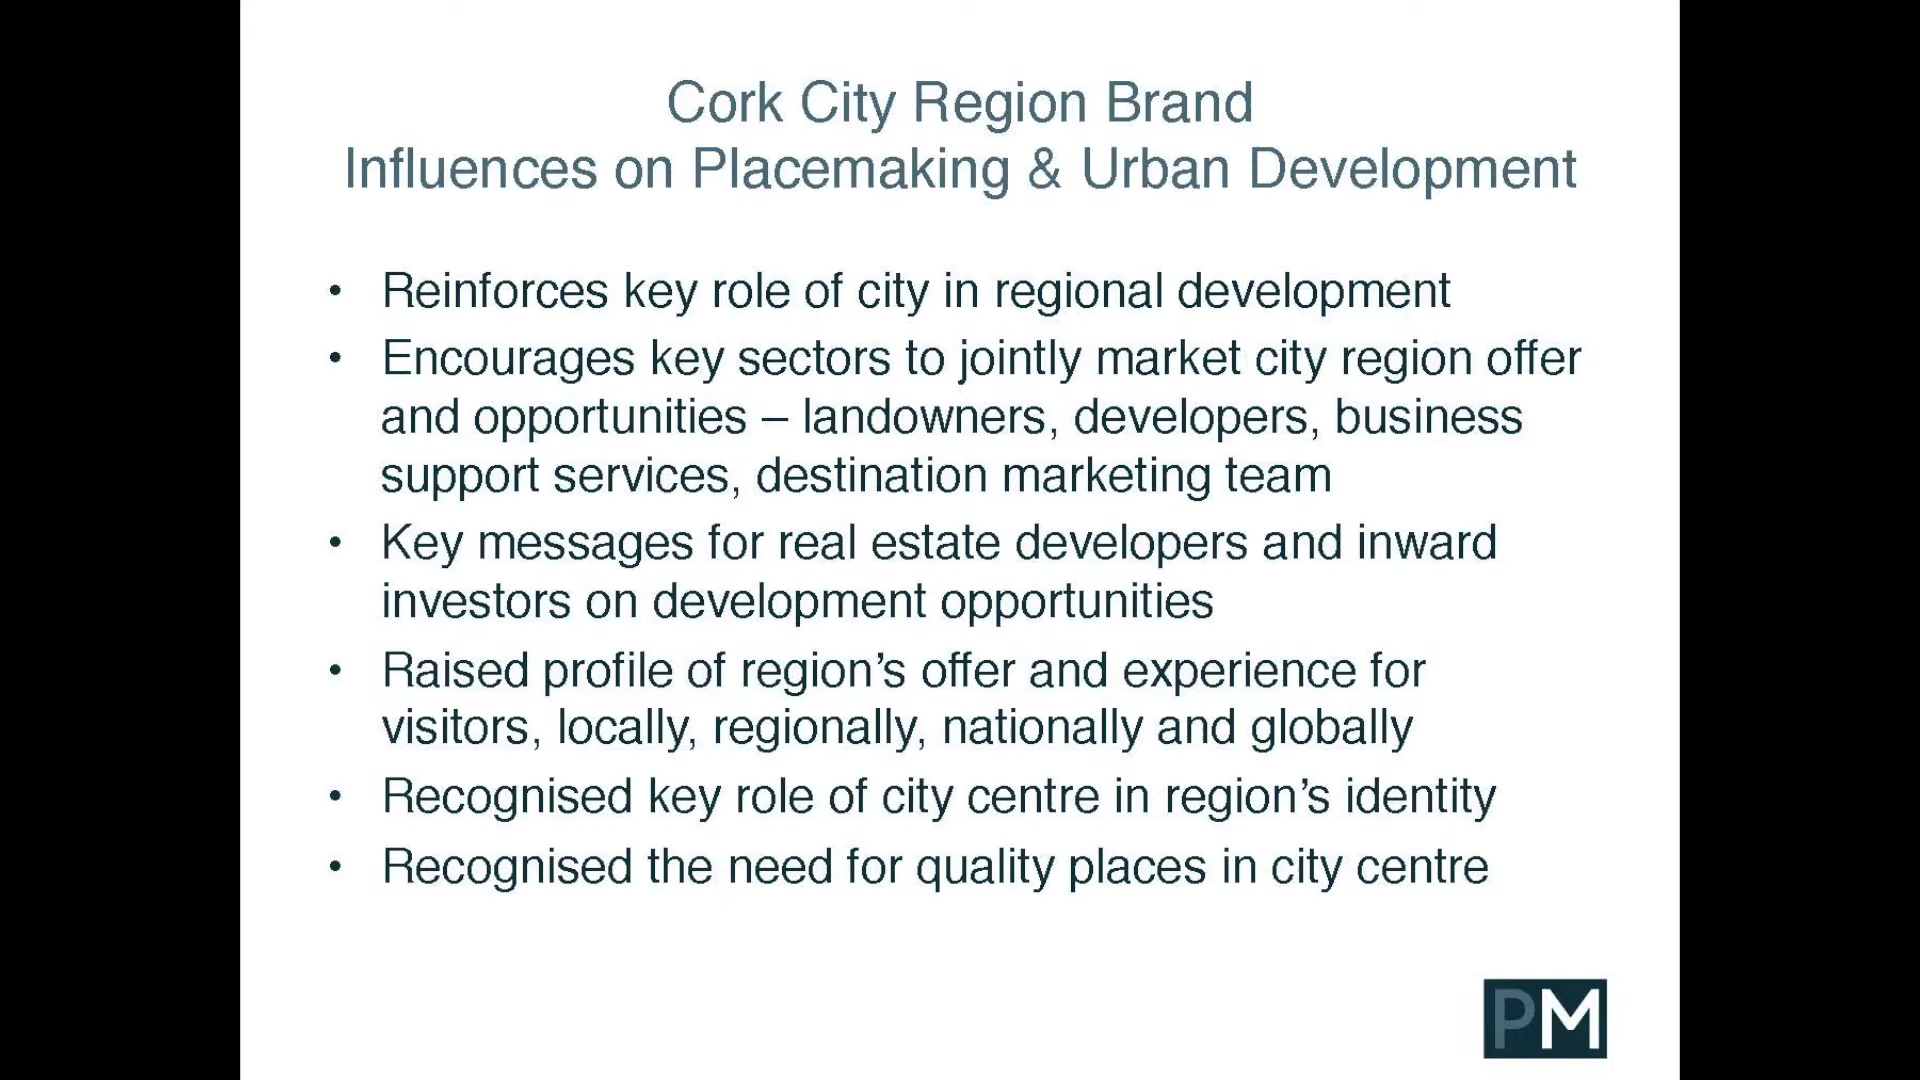 Cork City Region Brand
Influences on Placemaking & Urban Development
• Reinforces key role of city in regional development
• Encourages key sectors to jointly market city region offer
and opportunities – landowners, developers, business
support services, destination marketing team
• Key messages for real estate developers and inward
investors on development opportunities
• Raised profile of region’s offer and experience for
visitors, locally, regionally, nationally and globally
• Recognised key role of city centre in region’s identity
• Recognised the need for quality places in city centre
PM